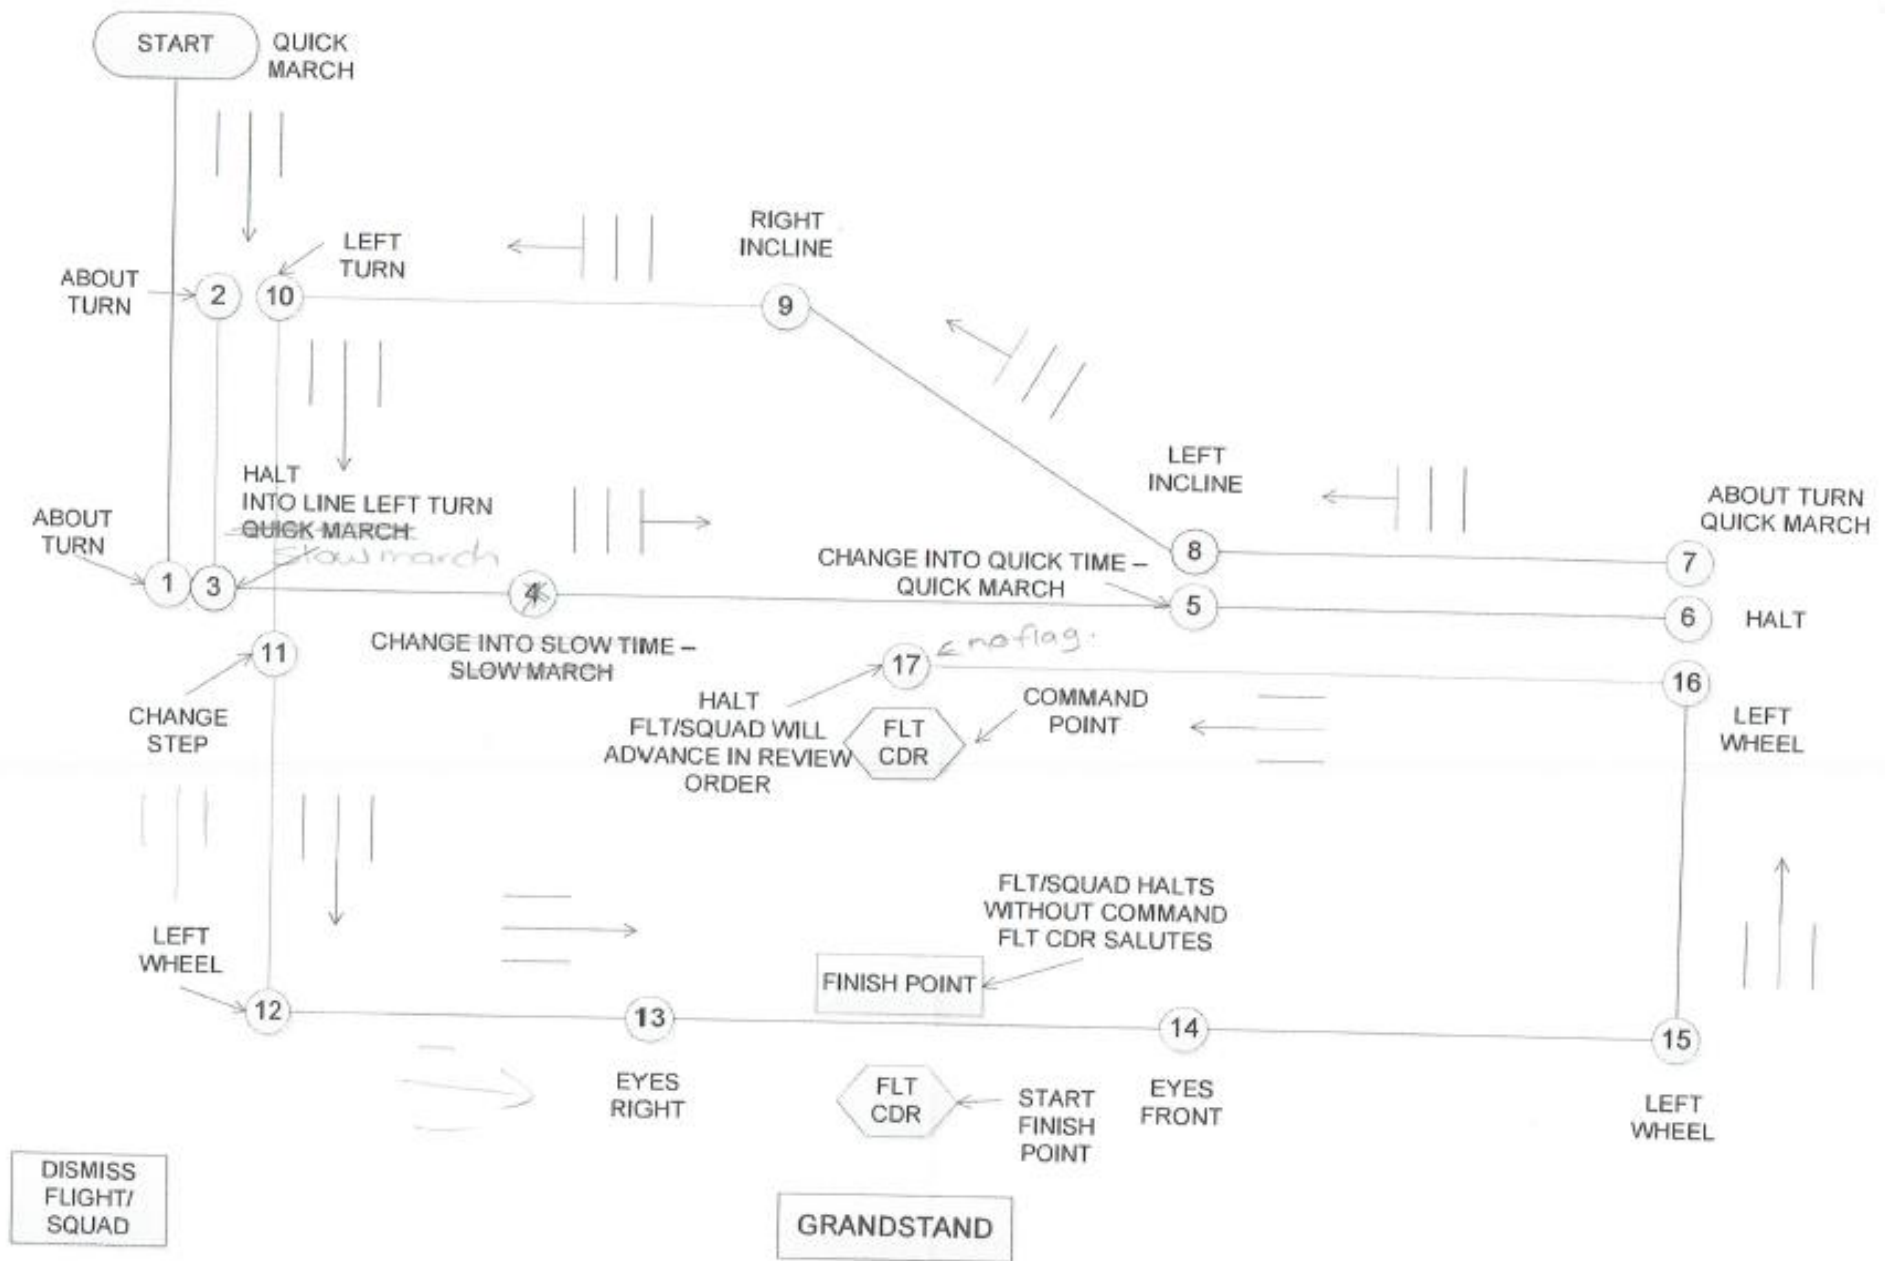 START
QUICK
MARCH
RIGHT
INCLINE
LEFT
TURN
ABOUT
TURN
2
10
9
HALT
INTO LINE LEFT TURN
QUICK MARCH
slow march
ABOUT
TURN
1
3
4
CHANGE INTO SLOW TIME –
SLOW MARCH
LEFT
INCLINE
8
CHANGE INTO QUICK TIME –
QUICK MARCH
5
ABOUT TURN
QUICK MARCH
7
6
HALT
11
CHANGE
STEP
17
no flag.
HALT
FLT/SQUAD WILL
ADVANCE IN REVIEW
ORDER
FLT
CDR
COMMAND
POINT
16
LEFT
WHEEL
LEFT
WHEEL
12
13
EYES
RIGHT
FLT/SQUAD HALTS
WITHOUT COMMAND
FLT CDR SALUTES
FINISH POINT
14
EYES
FRONT
15
LEFT
WHEEL
FLT
CDR
START
FINISH
POINT
DISMISS
FLIGHT/
SQUAD
GRANDSTAND